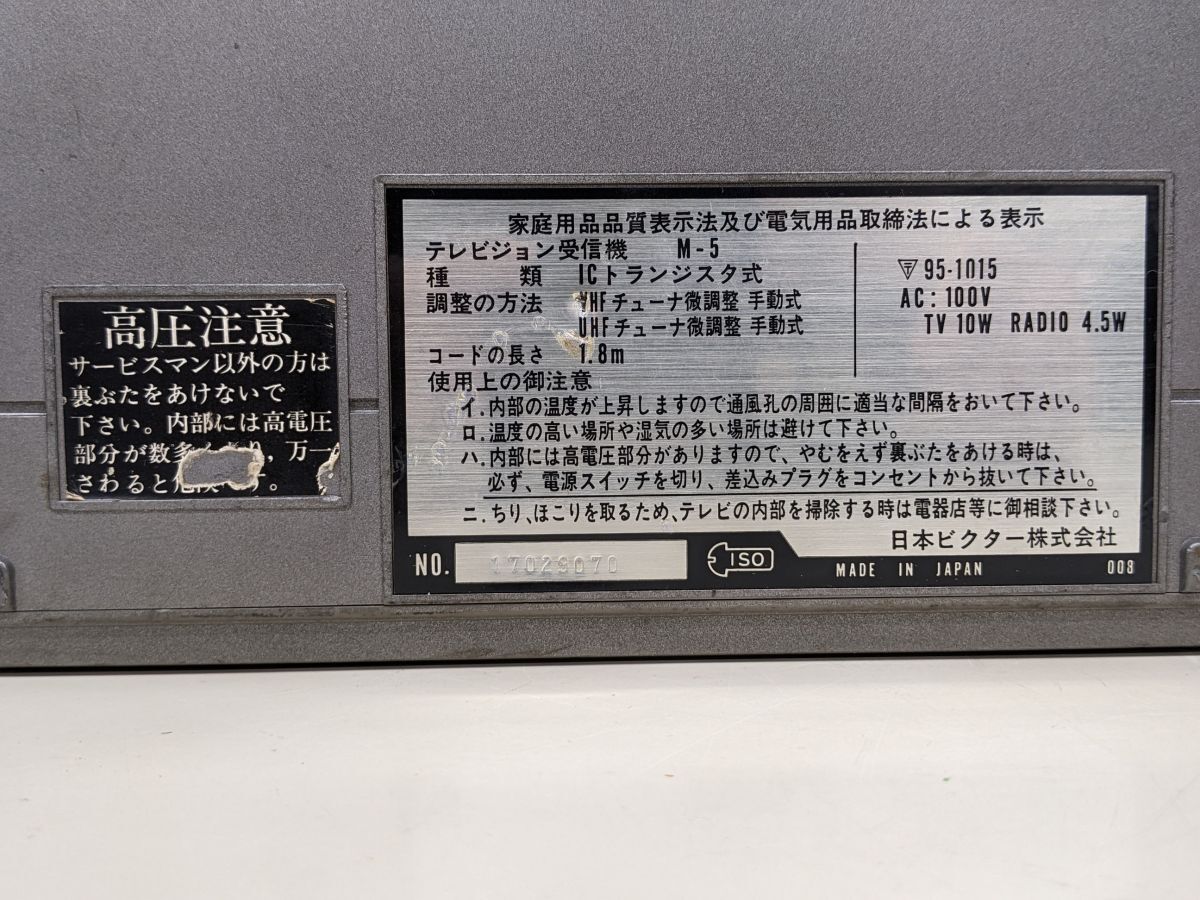 高圧注意
サービスマン以外の方は
裏ぶたをあけないで
下さい。内部には高電圧
部分が数多 り,万一
さわると危 す。
家庭用品品質表示法及び電気用品取締法による表示
テレビジョン受信機 M-5
種 類 ICトランジスタ式
調整の方法 VHFチューナ微調整 手動式
UHFチューナ微調整 手動式
コードの長さ 1.8m
〒 95-1015
AC: 100V
TV 10W RADIO 4.5W
使用上の御注意
イ.内部の温度が上昇しますので通風孔の周囲に適当な間隔をおいて下さい。
ロ.温度の高い場所や湿気の多い場所は避けて下さい。
ハ.内部には高電圧部分がありますので、やむをえず裏ぶたをあける時は、
必ず、電源スイッチを切り、差込みプラグをコンセントから抜いて下さい。
ニ.ちり、ほこりを取るため、テレビの内部を掃除する時は電器店等に御相談下さい。
日本ビクター株式会社
NO. ISO MADE IN JAPAN 008